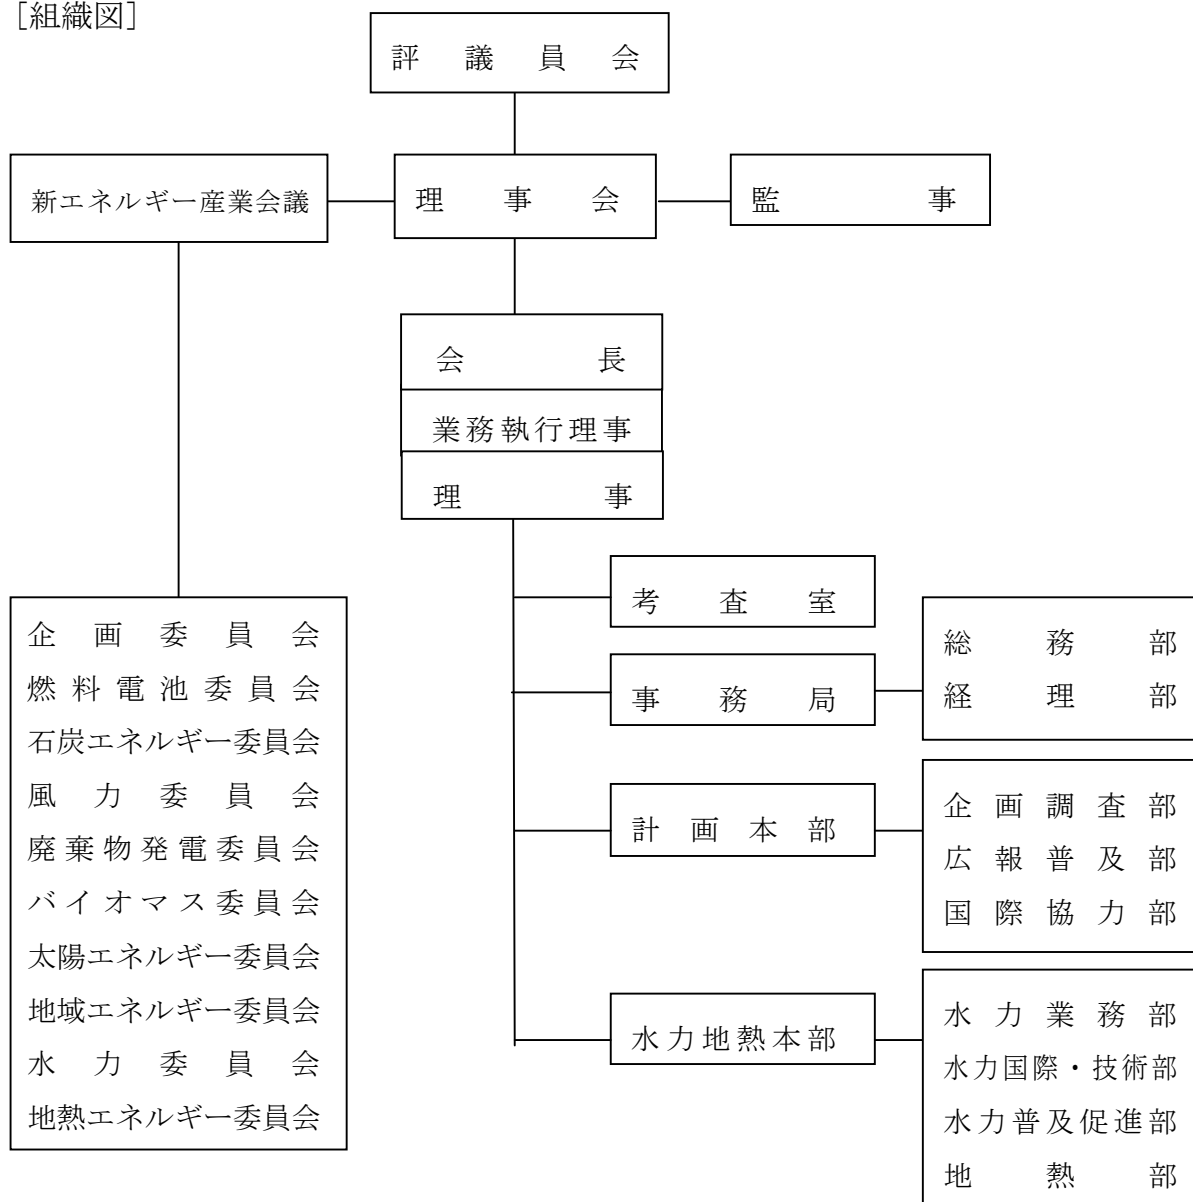 ［組織図］
評議員会
新エネルギー産業会議
理事会
監事
会長
業務執行理事
理事
企画委員会
燃料電池委員会
石炭エネルギー委員会
風力委員会
廃棄物発電委員会
バイオマス委員会
太陽エネルギー委員会
地域エネルギー委員会
水力委員会
地熱エネルギー委員会
考査室
事務局
総務部
経理部
計画本部
企画調査部
広報普及部
国際協力部
水力地熱本部
水力業務部
水力国際・技術部
水力普及促進部
地熱部